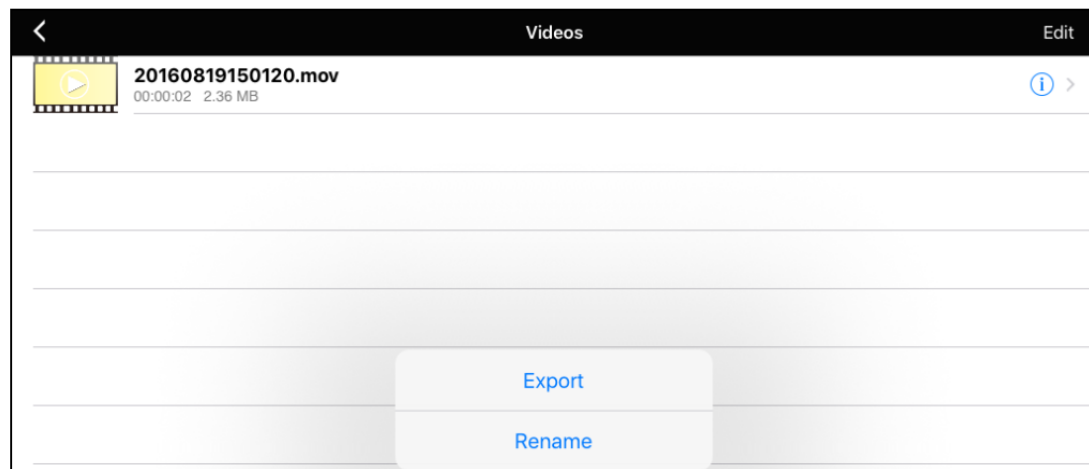 Videos
Edit
20160819150120.mov
00:00:02 2.36 MB
Export
Rename